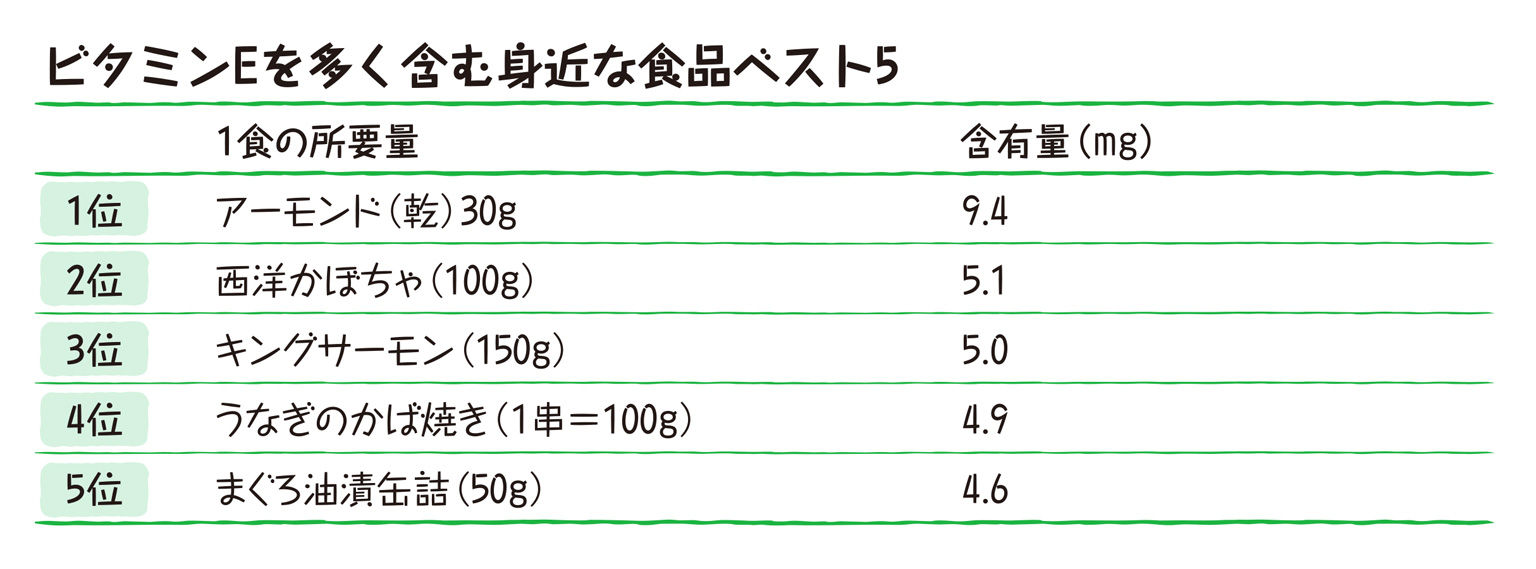 ビタミンEを多く含む身近な食品ベスト5
1食の所要量 含有量(mg)
1位 アーモンド(乾)30g 9.4
2位 西洋かぼちゃ(100g) 5.1
3位 キングサーモン(150g) 5.0
4位 うなぎのかば焼き(1串=100g) 4.9
5位 まぐろ油漬缶詰(50g) 4.6